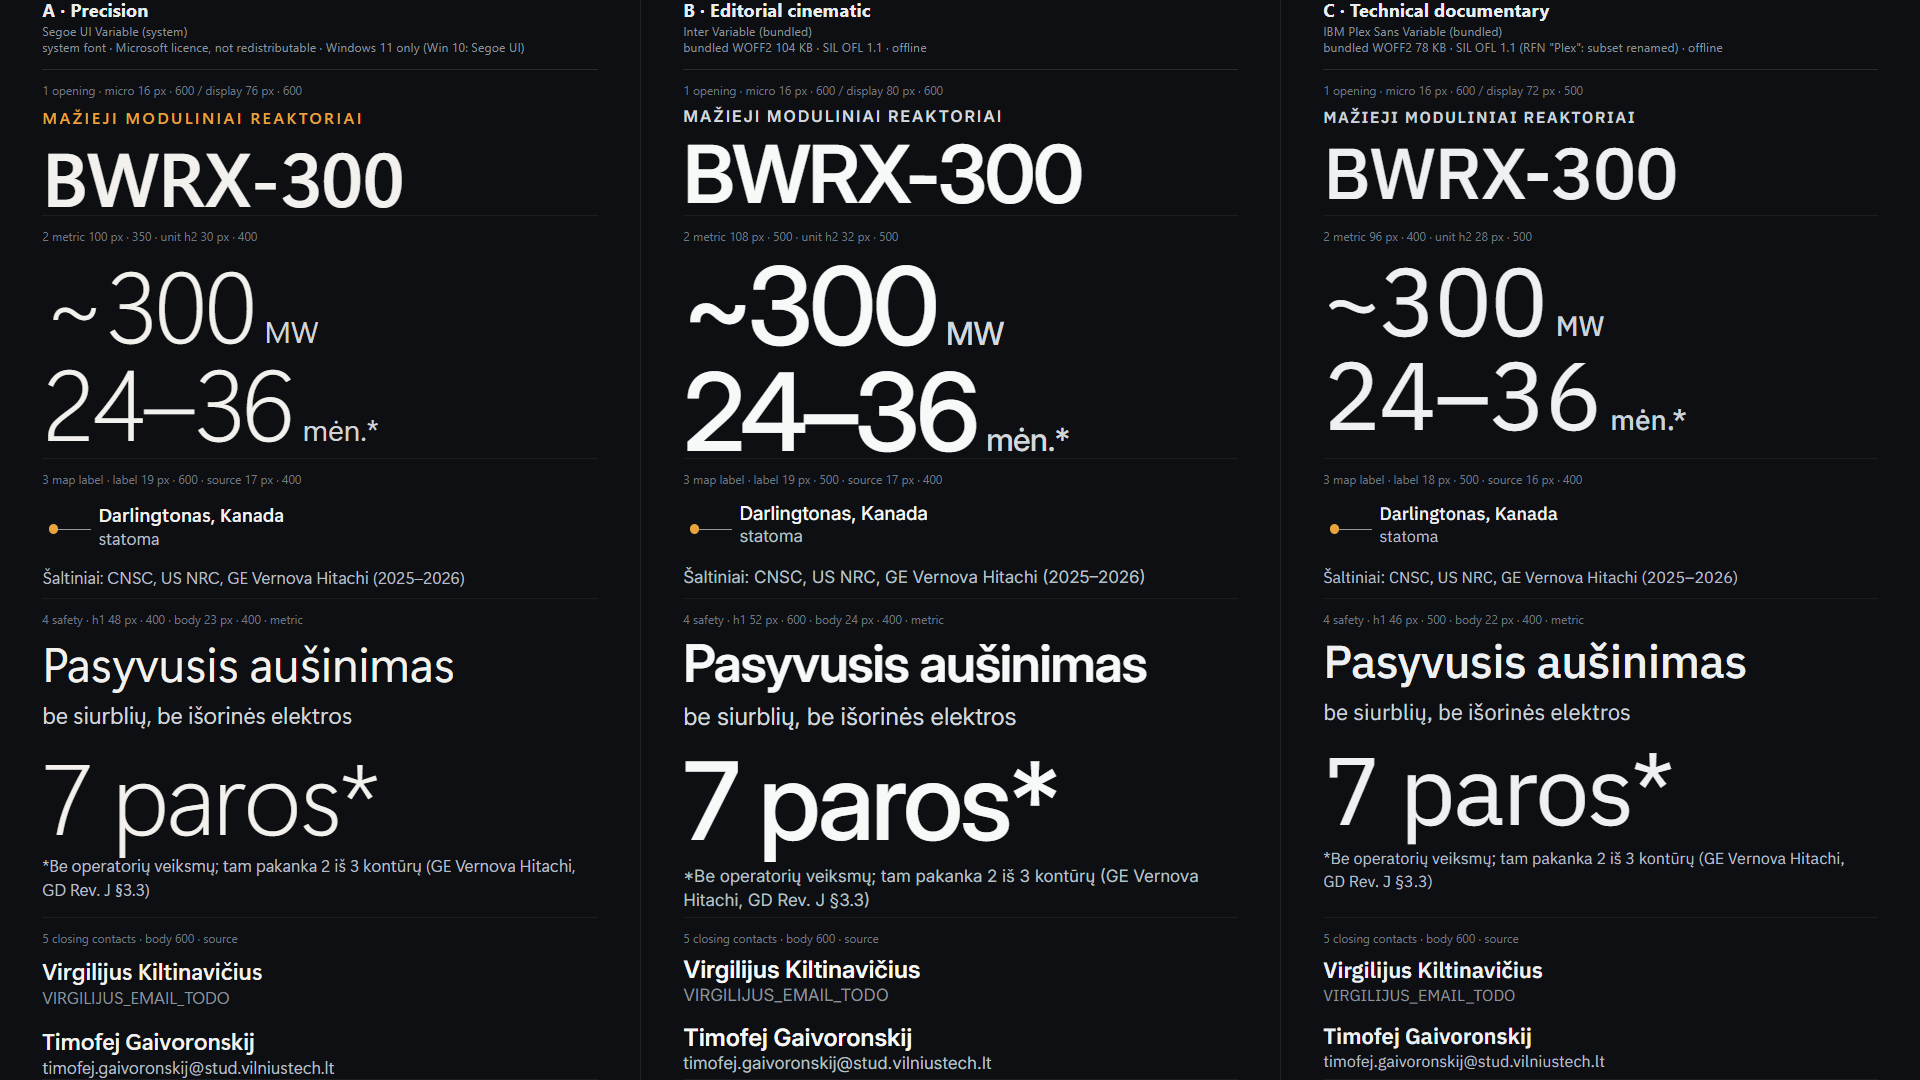 A · Precision
Segoe UI Variable (system)
system font · Microsoft licence, not redistributable · Windows 11 only (Win 10: Segoe UI)
1 opening · micro 16 px · 600 / display 76 px · 600
MAŽIEJI MODULINIAI REAKTORIAI
BWRX-300
2 metric 100 px · 350 · unit h2 30 px · 400
~300 MW
24–36 mėn.*
3 map label · label 19 px · 600 · source 17 px · 400
Darlingtonas, Kanada
statoma
Šaltiniai: CNSC, US NRC, GE Vernova Hitachi (2025–2026)
4 safety · h1 48 px · 400 · body 23 px · 400 · metric
Pasyvusis aušinimas
be siurblių, be išorinės elektros
7 paros*
*Be operatorių veiksmų; tam pakanka 2 iš 3 kontūrų (GE Vernova Hitachi,
GD Rev. J §3.3)
5 closing contacts · body 600 · source
Virgilijus Kiltinavičius
VIRGILIJUS_EMAIL_TODO
Timofej Gaivoronskij
timofej.gaivoronskij@stud.vilniustech.lt
B · Editorial cinematic
Inter Variable (bundled)
bundled WOFF2 104 KB · SIL OFL 1.1 · offline
1 opening · micro 16 px · 600 / display 80 px · 600
MAŽIEJI MODULINIAI REAKTORIAI
BWRX-300
2 metric 108 px · 500 · unit h2 32 px · 500
~300 MW
24–36 mėn.*
3 map label · label 19 px · 500 · source 17 px · 400
Darlingtonas, Kanada
statoma
Šaltiniai: CNSC, US NRC, GE Vernova Hitachi (2025–2026)
4 safety · h1 52 px · 600 · body 24 px · 400 · metric
Pasyvusis aušinimas
be siurblių, be išorinės elektros
7 paros*
*Be operatorių veiksmų; tam pakanka 2 iš 3 kontūrų (GE Vernova
Hitachi, GD Rev. J §3.3)
5 closing contacts · body 600 · source
Virgilijus Kiltinavičius
VIRGILIJUS_EMAIL_TODO
Timofej Gaivoronskij
timofej.gaivoronskij@stud.vilniustech.lt
C · Technical documentary
IBM Plex Sans Variable (bundled)
bundled WOFF2 78 KB · SIL OFL 1.1 (RFN "Plex": subset renamed) · offline
1 opening · micro 16 px · 600 / display 72 px · 500
MAŽIEJI MODULINIAI REAKTORIAI
BWRX-300
2 metric 96 px · 400 · unit h2 28 px · 500
~300 MW
24–36 mėn.*
3 map label · label 18 px · 500 · source 16 px · 400
Darlingtonas, Kanada
statoma
Šaltiniai: CNSC, US NRC, GE Vernova Hitachi (2025–2026)
4 safety · h1 46 px · 500 · body 22 px · 400 · metric
Pasyvusis aušinimas
be siurblių, be išorinės elektros
7 paros*
*Be operatorių veiksmų; tam pakanka 2 iš 3 kontūrų (GE Vernova Hitachi,
GD Rev. J §3.3)
5 closing contacts · body 600 · source
Virgilijus Kiltinavičius
VIRGILIJUS_EMAIL_TODO
Timofej Gaivoronskij
timofej.gaivoronskij@stud.vilniustech.lt